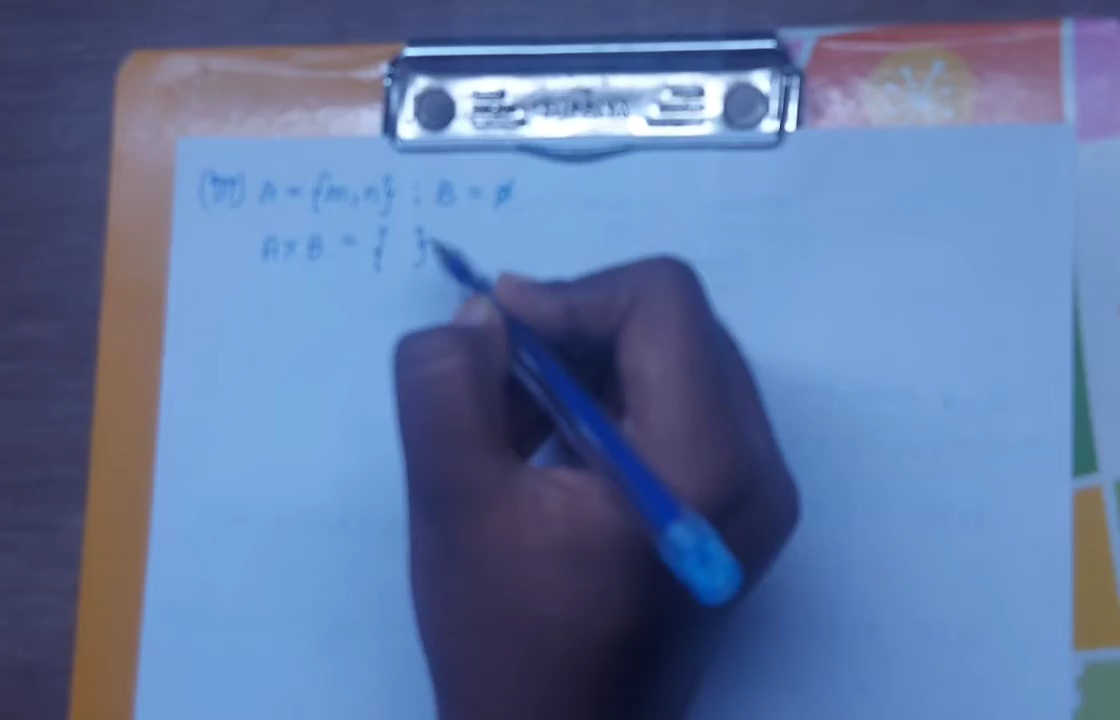 (iii) A = {m, n} ; B = ∅
A × B = { }